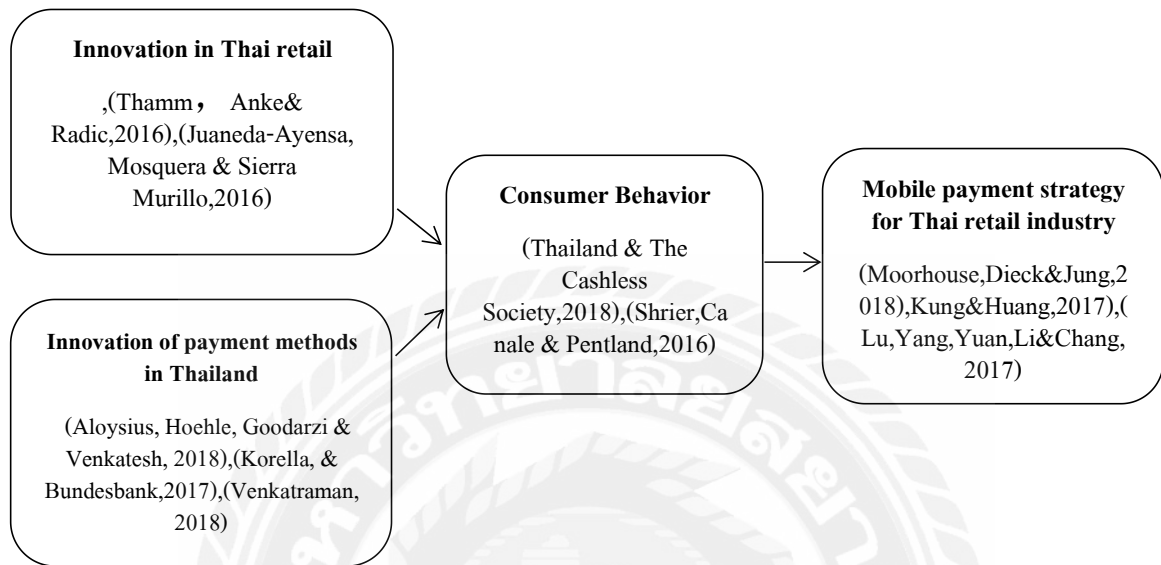 Innovation in Thai retail
,(Thamm， Anke&
Radic,2016),(Juaneda-Ayensa,
Mosquera & Sierra
Murillo,2016)
Innovation of payment methods
in Thailand
(Aloysius, Hoehle, Goodarzi &
Venkatesh, 2018),(Korella, &
Bundesbank,2017),(Venkatraman,
2018)
Consumer Behavior
(Thailand & The
Cashless
Society,2018),(Shrier,Ca
nale & Pentland,2016)
Mobile payment strategy
for Thai retail industry
(Moorhouse,Dieck&Jung,2
018),Kung&Huang,2017),(
Lu,Yang,Yuan,Li&Chang,
2017)